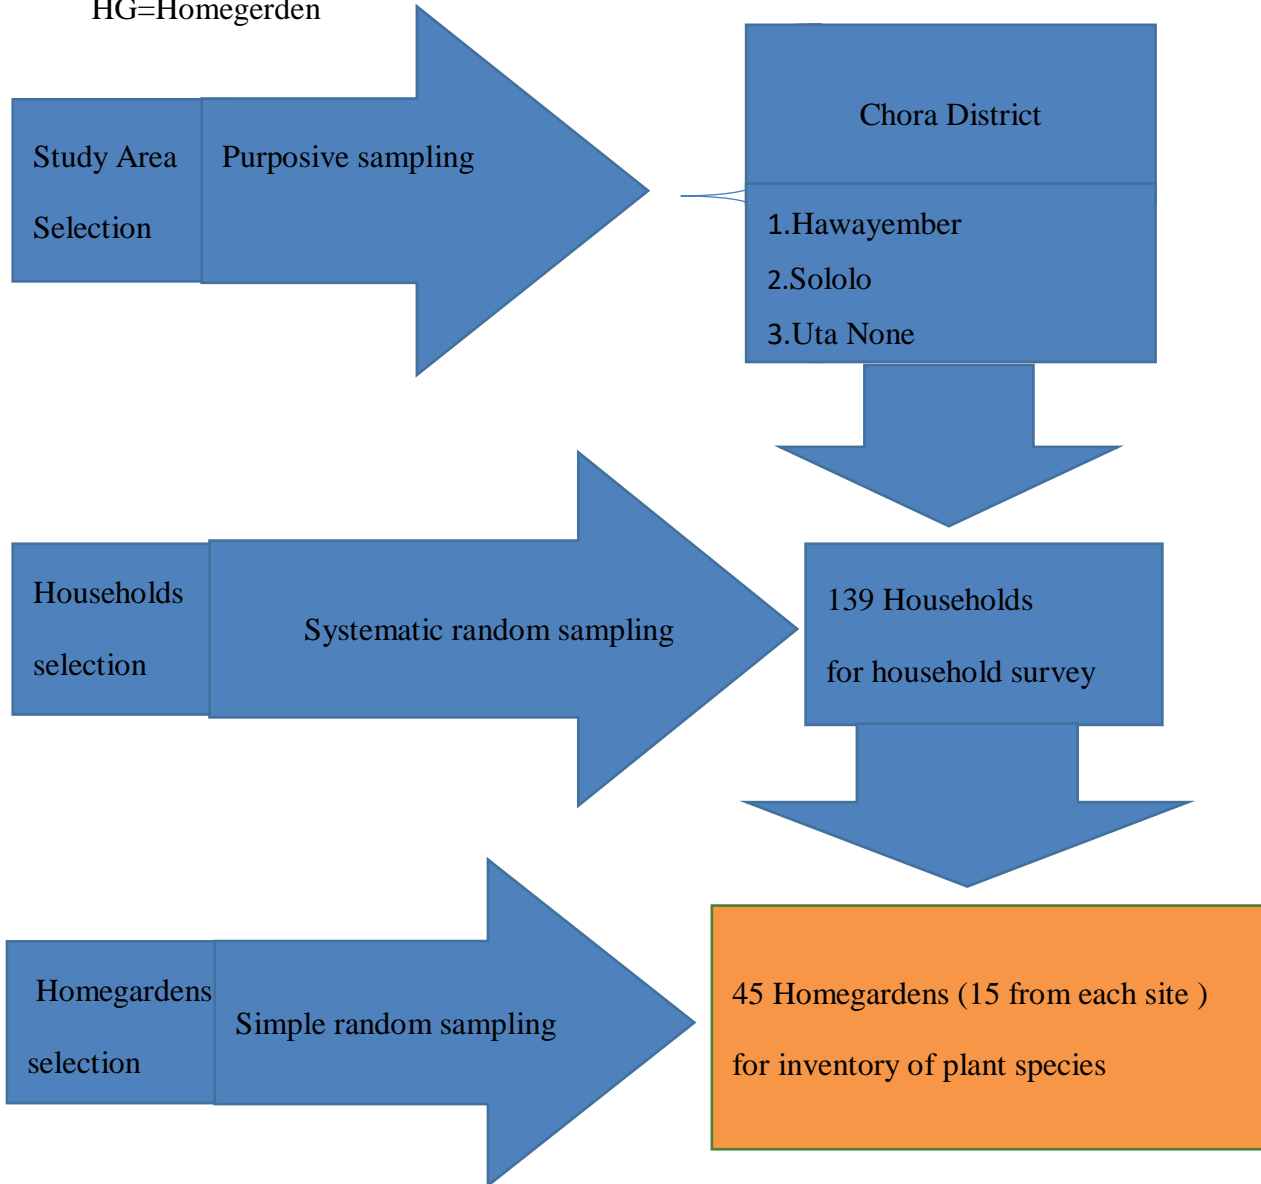 HG=Homegerden
Study Area
Selection
Purposive sampling
Chora District
1.Hawayember
2.Sololo
3.Uta None
Households
selection
Systematic random sampling
139 Households
for household survey
Homegardens
selection
Simple random sampling
45 Homegardens (15 from each site )
for inventory of plant species